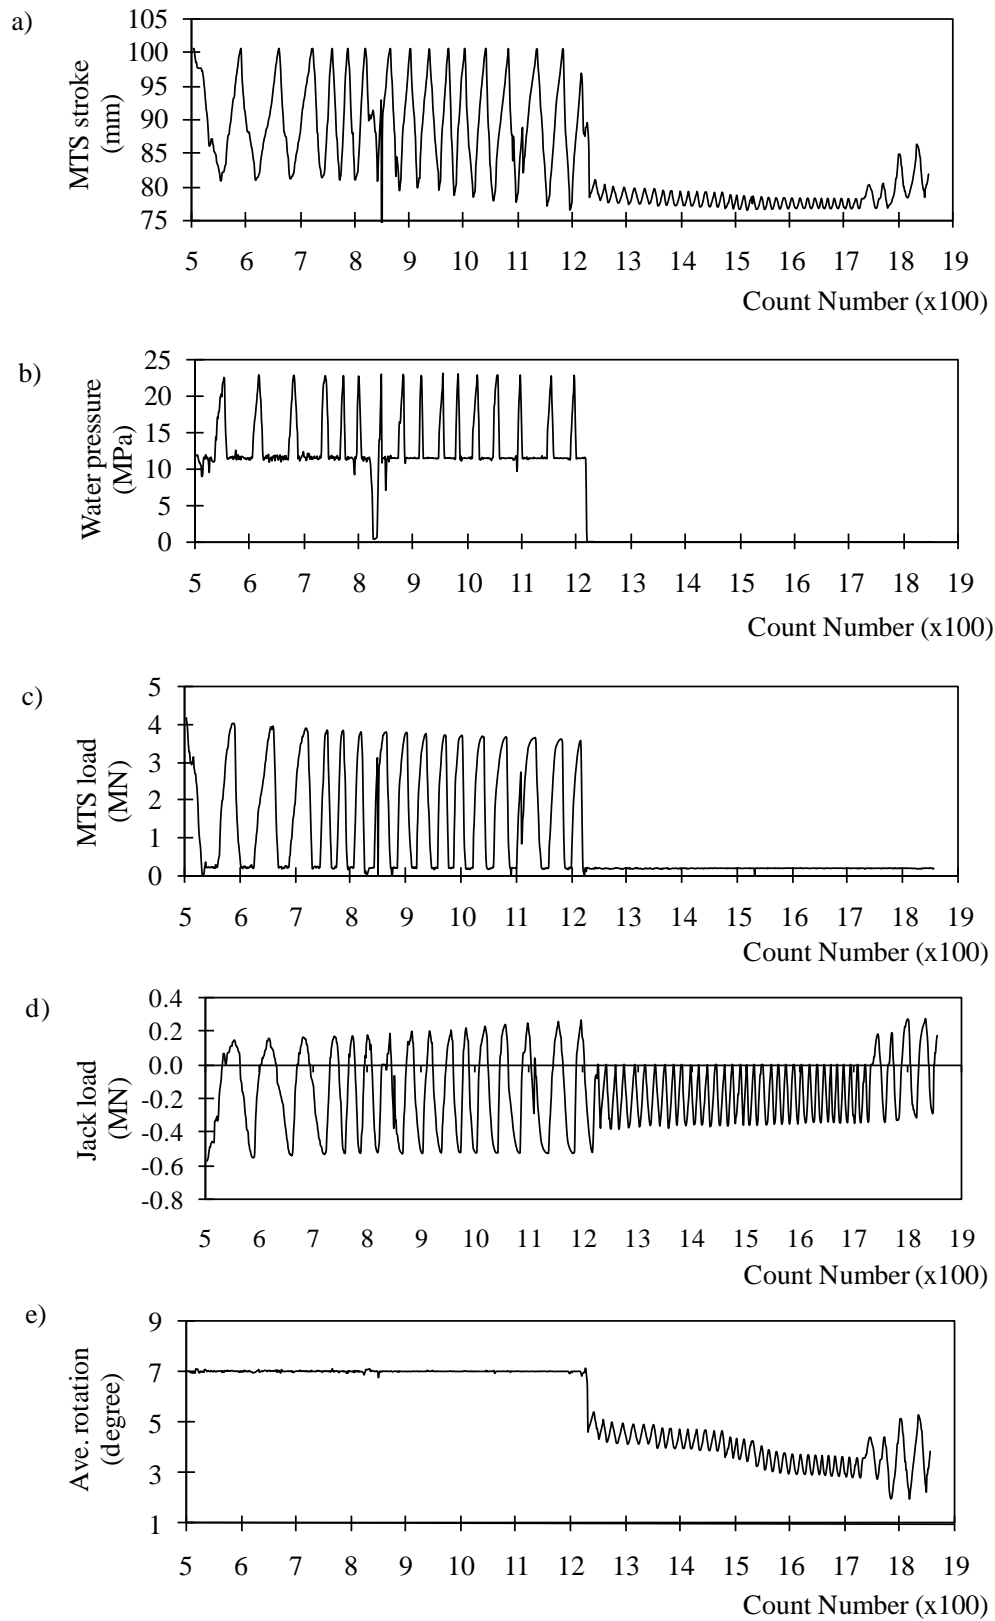 a)
MTS stroke
(mm)
105
100
95
90
85
80
75
5 6 7 8 9 10 11 12 13 14 15 16 17 18 19
Count Number (x100)
b)
Water pressure
(MPa)
25
20
15
10
5
0
5 6 7 8 9 10 11 12 13 14 15 16 17 18 19
Count Number (x100)
c)
MTS load
(MN)
5
4
3
2
1
0
5 6 7 8 9 10 11 12 13 14 15 16 17 18 19
Count Number (x100)
d)
Jack load
(MN)
0.4
0.2
0.0
-0.2
-0.4
-0.6
-0.8
5 6 7 8 9 10 11 12 13 14 15 16 17 18 19
Count Number (x100)
e)
Ave. rotation
(degree)
9
7
5
3
1
5 6 7 8 9 10 11 12 13 14 15 16 17 18 19
Count Number (x100)